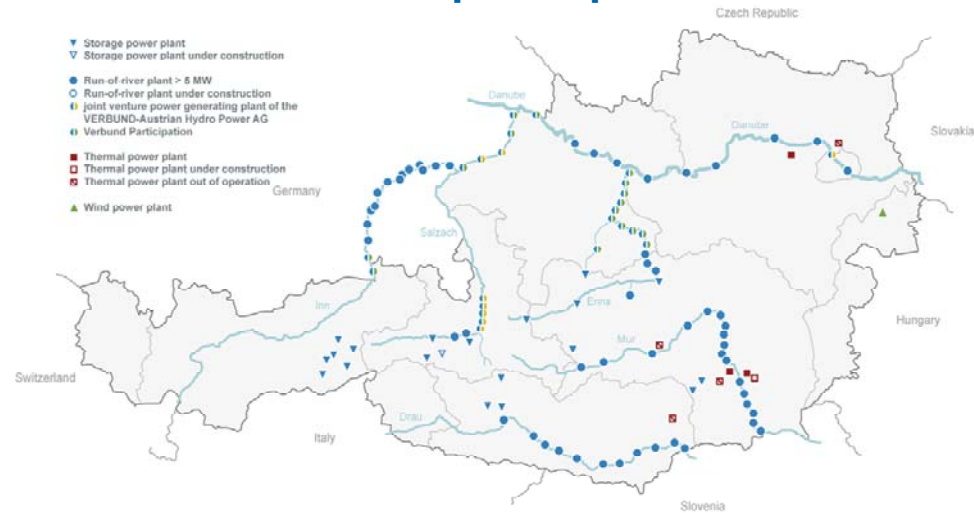 Czech Republic
Storage power plant
Storage power plant under construction
Run-of-river plant > 5 MW
Run-of-river plant under construction
joint venture power generating plant of the
VERBUND-Austrian Hydro Power AG
Verbund Participation
Thermal power plant
Thermal power plant under construction
Thermal power plant out of operation
Wind power plant
Danube
Danube
Slovakia
Germany
Salzach
Inn
Enns
Hungary
Mur
Switzerland
Drau
Italy
Slovenia